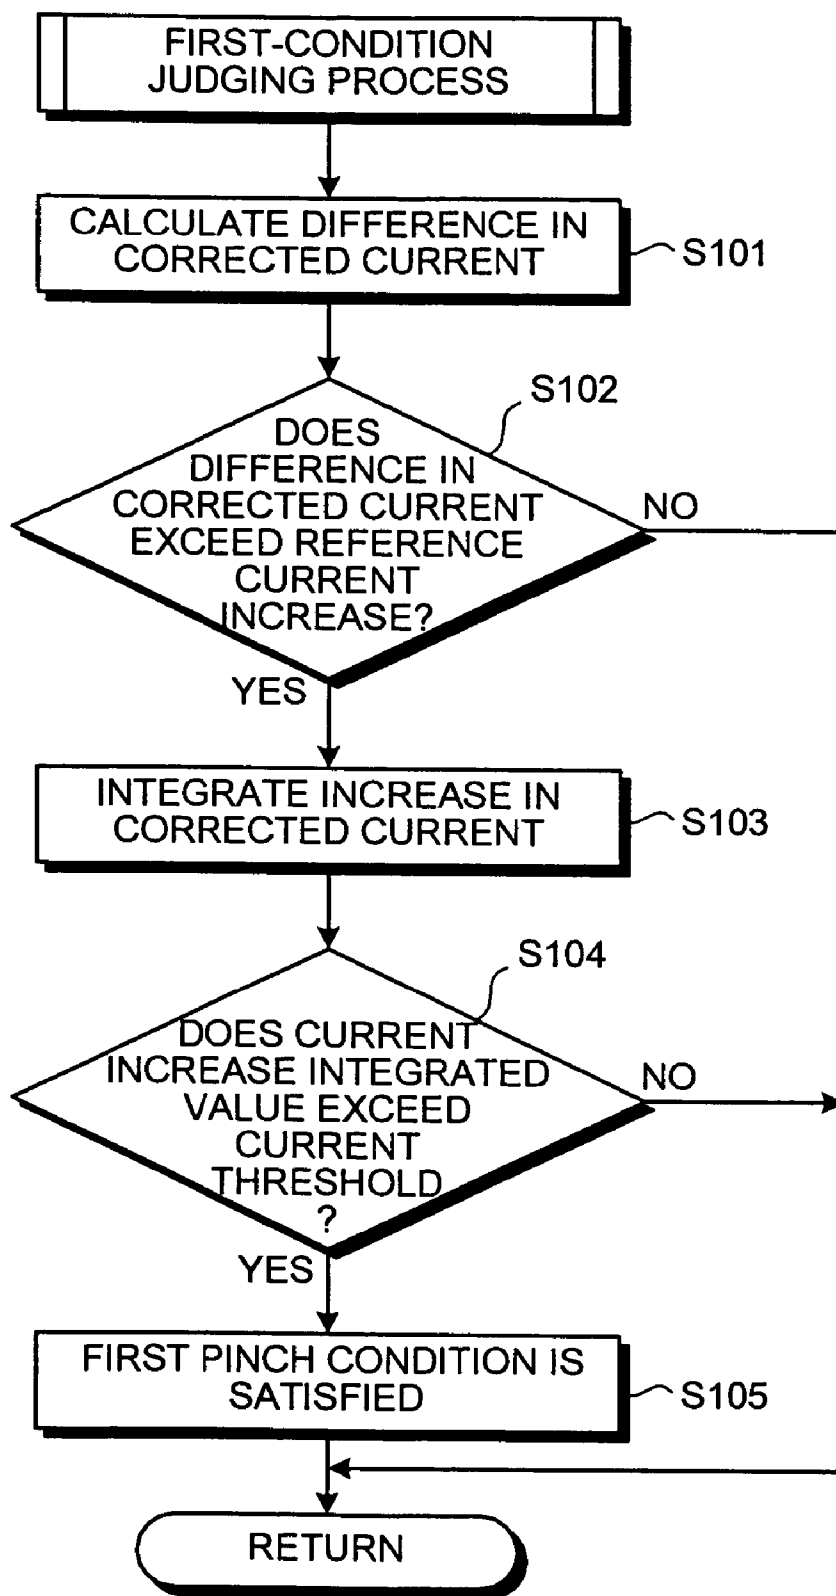 FIRST-CONDITION
JUDGING PROCESS
CALCULATE DIFFERENCE IN
CORRECTED CURRENT
S101
S102
DOES
DIFFERENCE IN
CORRECTED CURRENT
EXCEED REFERENCE
CURRENT
INCREASE?
NO
YES
INTEGRATE INCREASE IN
CORRECTED CURRENT
S103
S104
DOES CURRENT
INCREASE INTEGRATED
VALUE EXCEED
CURRENT
THRESHOLD
?
NO
YES
FIRST PINCH CONDITION IS
SATISFIED
S105
RETURN